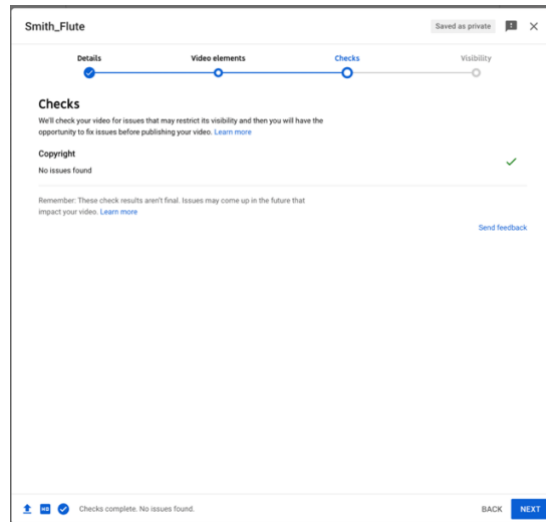 Smith_Flute
Saved as private
Details
Video elements
Checks
Visibility
Checks
We'll check your video for issues that may restrict its visibility and then you will have the
opportunity to fix issues before publishing your video. Learn more
Copyright
No issues found
Remember: These check results aren't final. Issues may come up in the future that
impact your video. Learn more
Send feedback
HD
Checks complete. No issues found.
BACK
NEXT